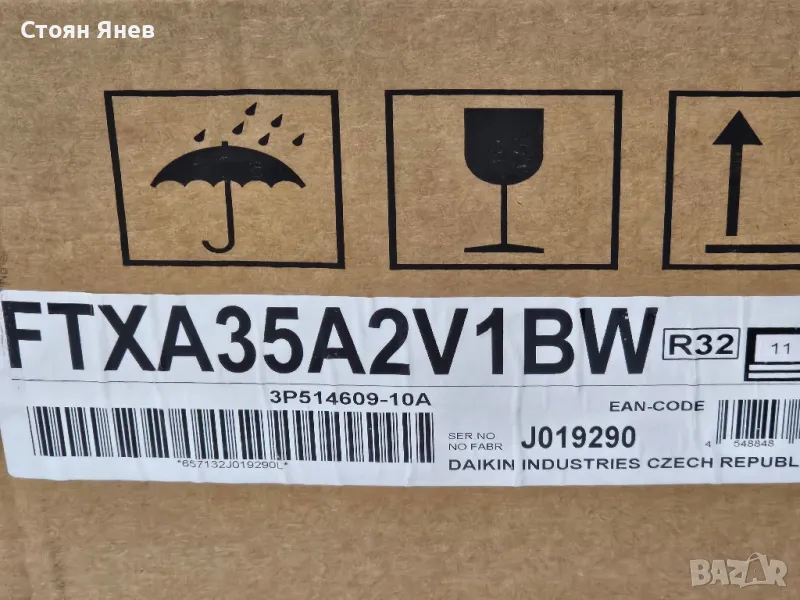 Стоян Янев
FTXA35A2V1BW R32 11
3P514609-10A
EAN-CODE
SER.NO
NO FABR J019290
*657132J019290L*
4 548848
DAIKIN INDUSTRIES CZECH REPUBL
BAZAR